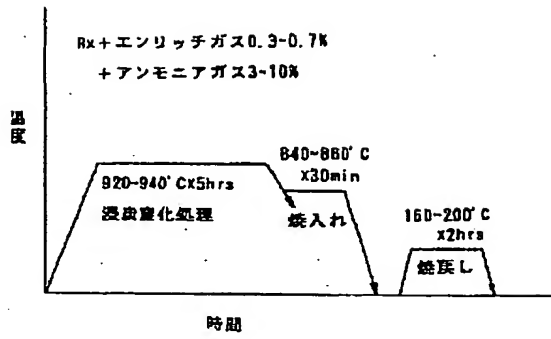 Rx+エンリッチガス0.3-0.7%
+アンモニアガス3-10%
温度
840~860°C
X30min
920~940°CX5hrs
浸炭窒化処理
焼入れ
160~200°C
X2hrs
焼戻し
時間